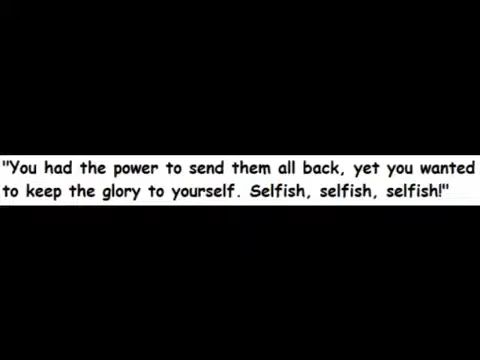 "You had the power to send them all back, yet you wanted
to keep the glory to yourself. Selfish, selfish, selfish!"